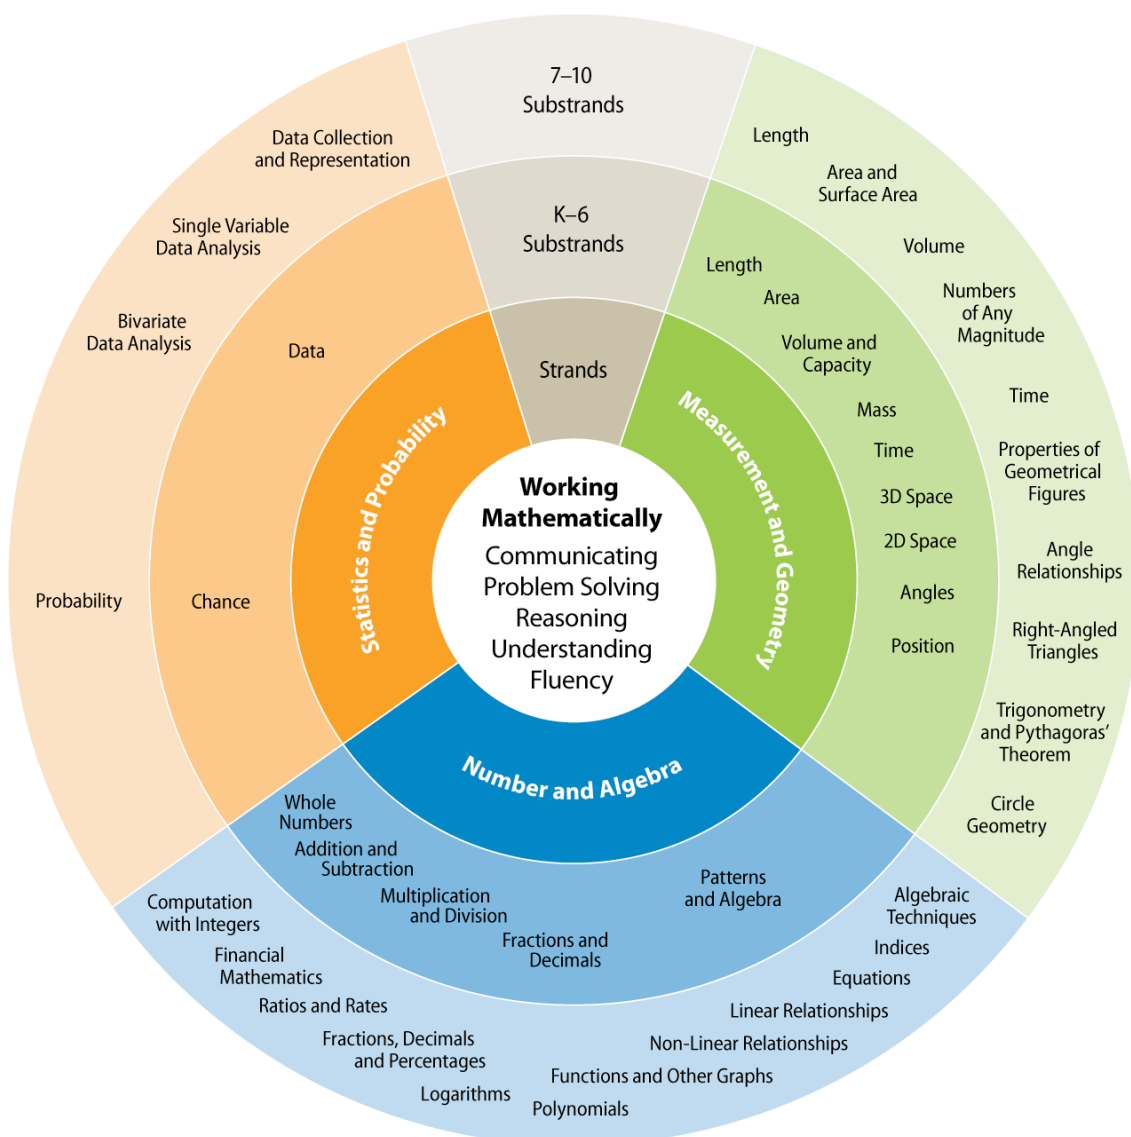 7–10
Substrands
K–6
Substrands
Strands
Working
Mathematically
Communicating
Problem Solving
Reasoning
Understanding
Fluency
Measurement and Geometry
Length
Area
Volume and
Capacity
Mass
Time
3D Space
2D Space
Angles
Position
Length
Area and
Surface Area
Volume
Numbers
of Any
Magnitude
Time
Properties of
Geometrical
Figures
Angle
Relationships
Right-Angled
Triangles
Trigonometry
and Pythagoras’
Theorem
Circle
Geometry
Number and Algebra
Whole
Numbers
Addition and
Subtraction
Multiplication
and Division
Fractions and
Decimals
Patterns
and Algebra
Computation
with Integers
Financial
Mathematics
Ratios and Rates
Fractions, Decimals
and Percentages
Logarithms
Polynomials
Functions and Other Graphs
Non-Linear Relationships
Linear Relationships
Equations
Indices
Algebraic
Techniques
Statistics and Probability
Data
Chance
Data Collection
and Representation
Single Variable
Data Analysis
Bivariate
Data Analysis
Probability